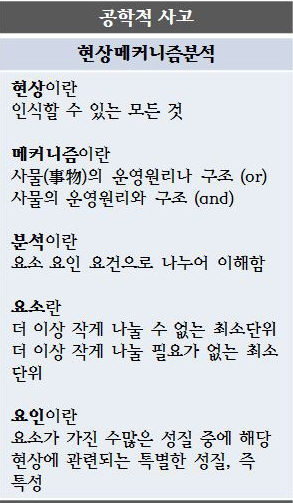 공학적 사고
현상메커니즘분석
현상이란
인식할 수 있는 모든 것
메커니즘이란
사물(事物)의 운영원리나 구조 (or)
사물의 운영원리와 구조 (and)
분석이란
요소 요인 요건으로 나누어 이해함
요소란
더 이상 작게 나눌 수 없는 최소단위
더 이상 작게 나눌 필요가 없는 최소
단위
요인이란
요소가 가진 수많은 성질 중에 해당
현상에 관련되는 특별한 성질, 즉
특성